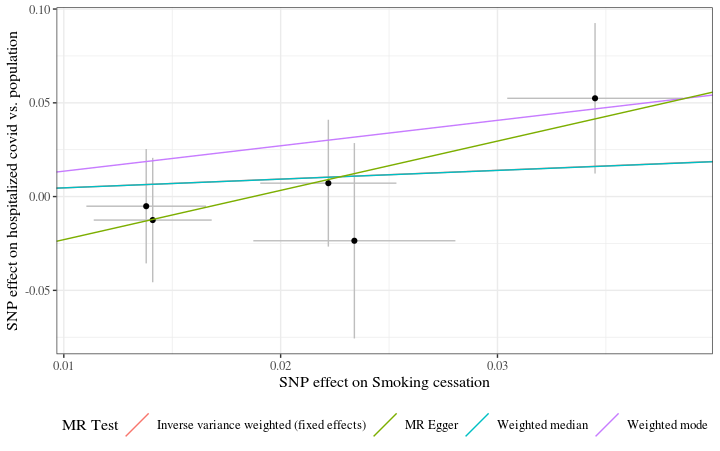 SNP effect on hospitalized covid vs. population
0.10
0.05
0.00
-0.05
0.01
0.02
0.03
SNP effect on Smoking cessation
MR Test
Inverse variance weighted (fixed effects)
MR Egger
Weighted median
Weighted mode